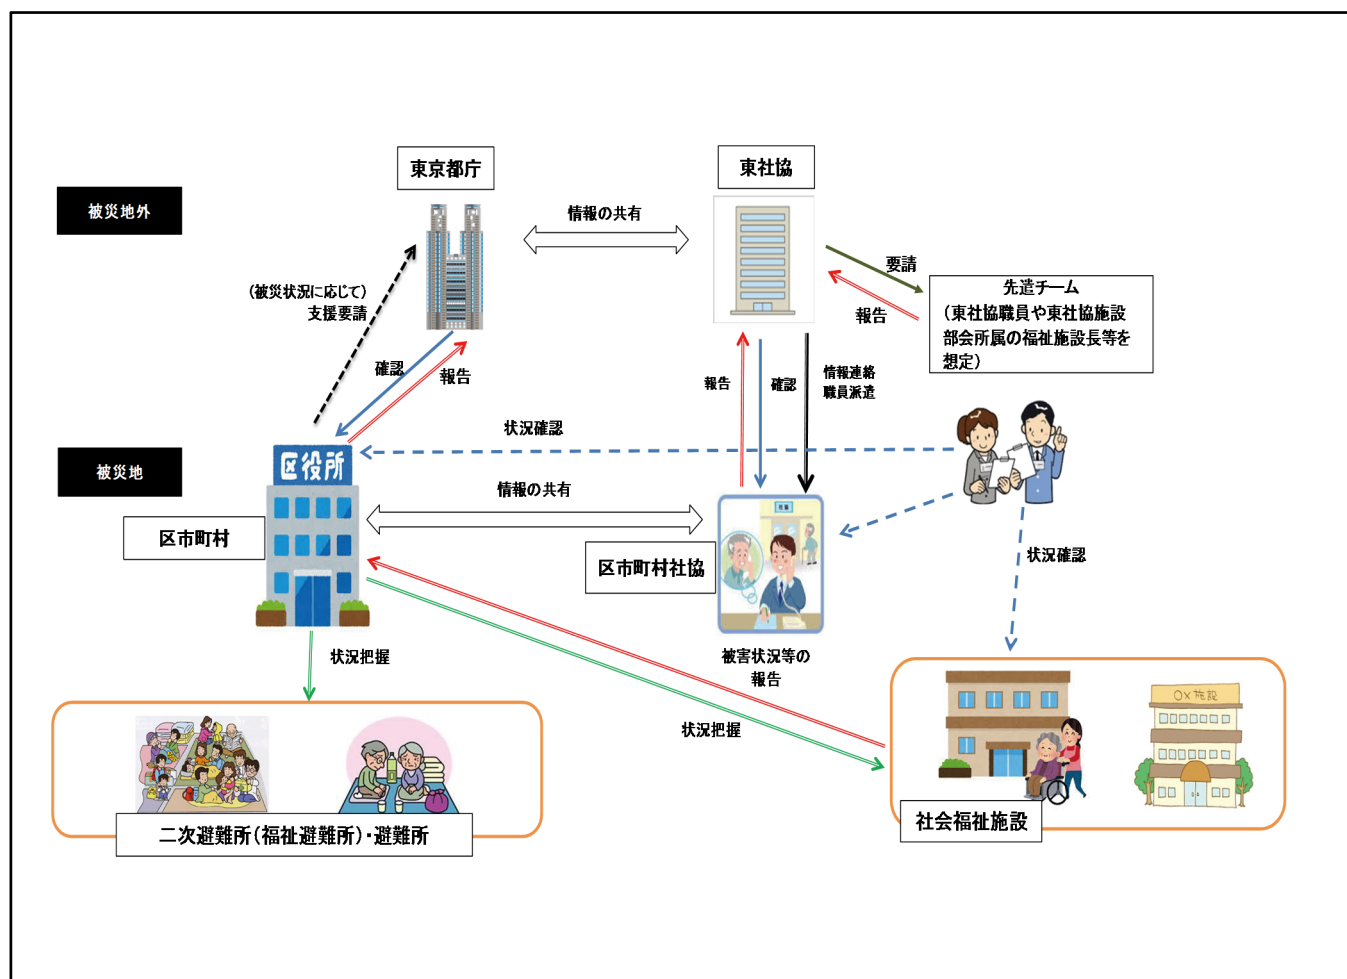 東京都庁
東社協
被災地外
情報の共有
要請
先遣チーム
(東社協職員や東社協施設
部会所属の福祉施設長等を
想定)
報告
(被災状況に応じて)
支援要請
確認
報告
報告
確認
情報連絡
職員派遣
状況確認
被災地
区役所
情報の共有
区市町村
区市町村社協
状況確認
状況把握
被害状況等の
報告
状況把握
OX施設
二次避難所(福祉避難所)・避難所
社会福祉施設